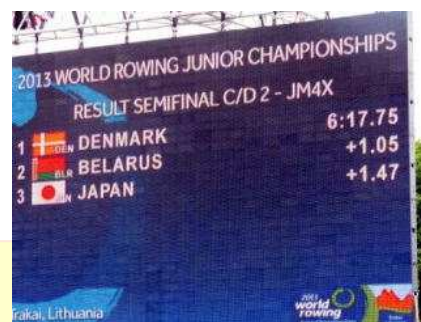 2013 WORLD ROWING JUNIOR CHAMPIONSHIPS
RESULT SEMIFINAL C/D 2 - JM4X
1 DEN DENMARK 6:17.75
2 BLR BELARUS +1.05
3 JAPAN +1.47
Trakai, Lithuania
2013
world
rowing